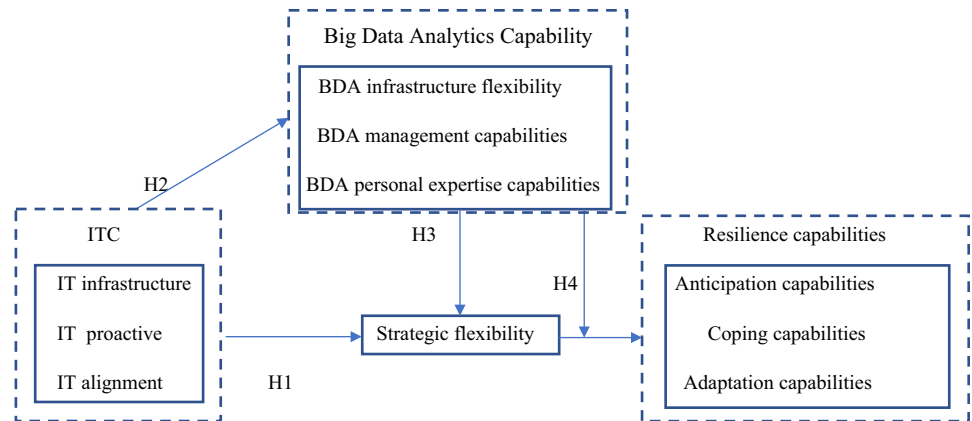 Big Data Analytics Capability
BDA infrastructure flexibility
BDA management capabilities
BDA personal expertise capabilities
H2
ITC
IT infrastructure
IT proactive
IT alignment
H1
H3
H4
Strategic flexibility
Resilience capabilities
Anticipation capabilities
Coping capabilities
Adaptation capabilities